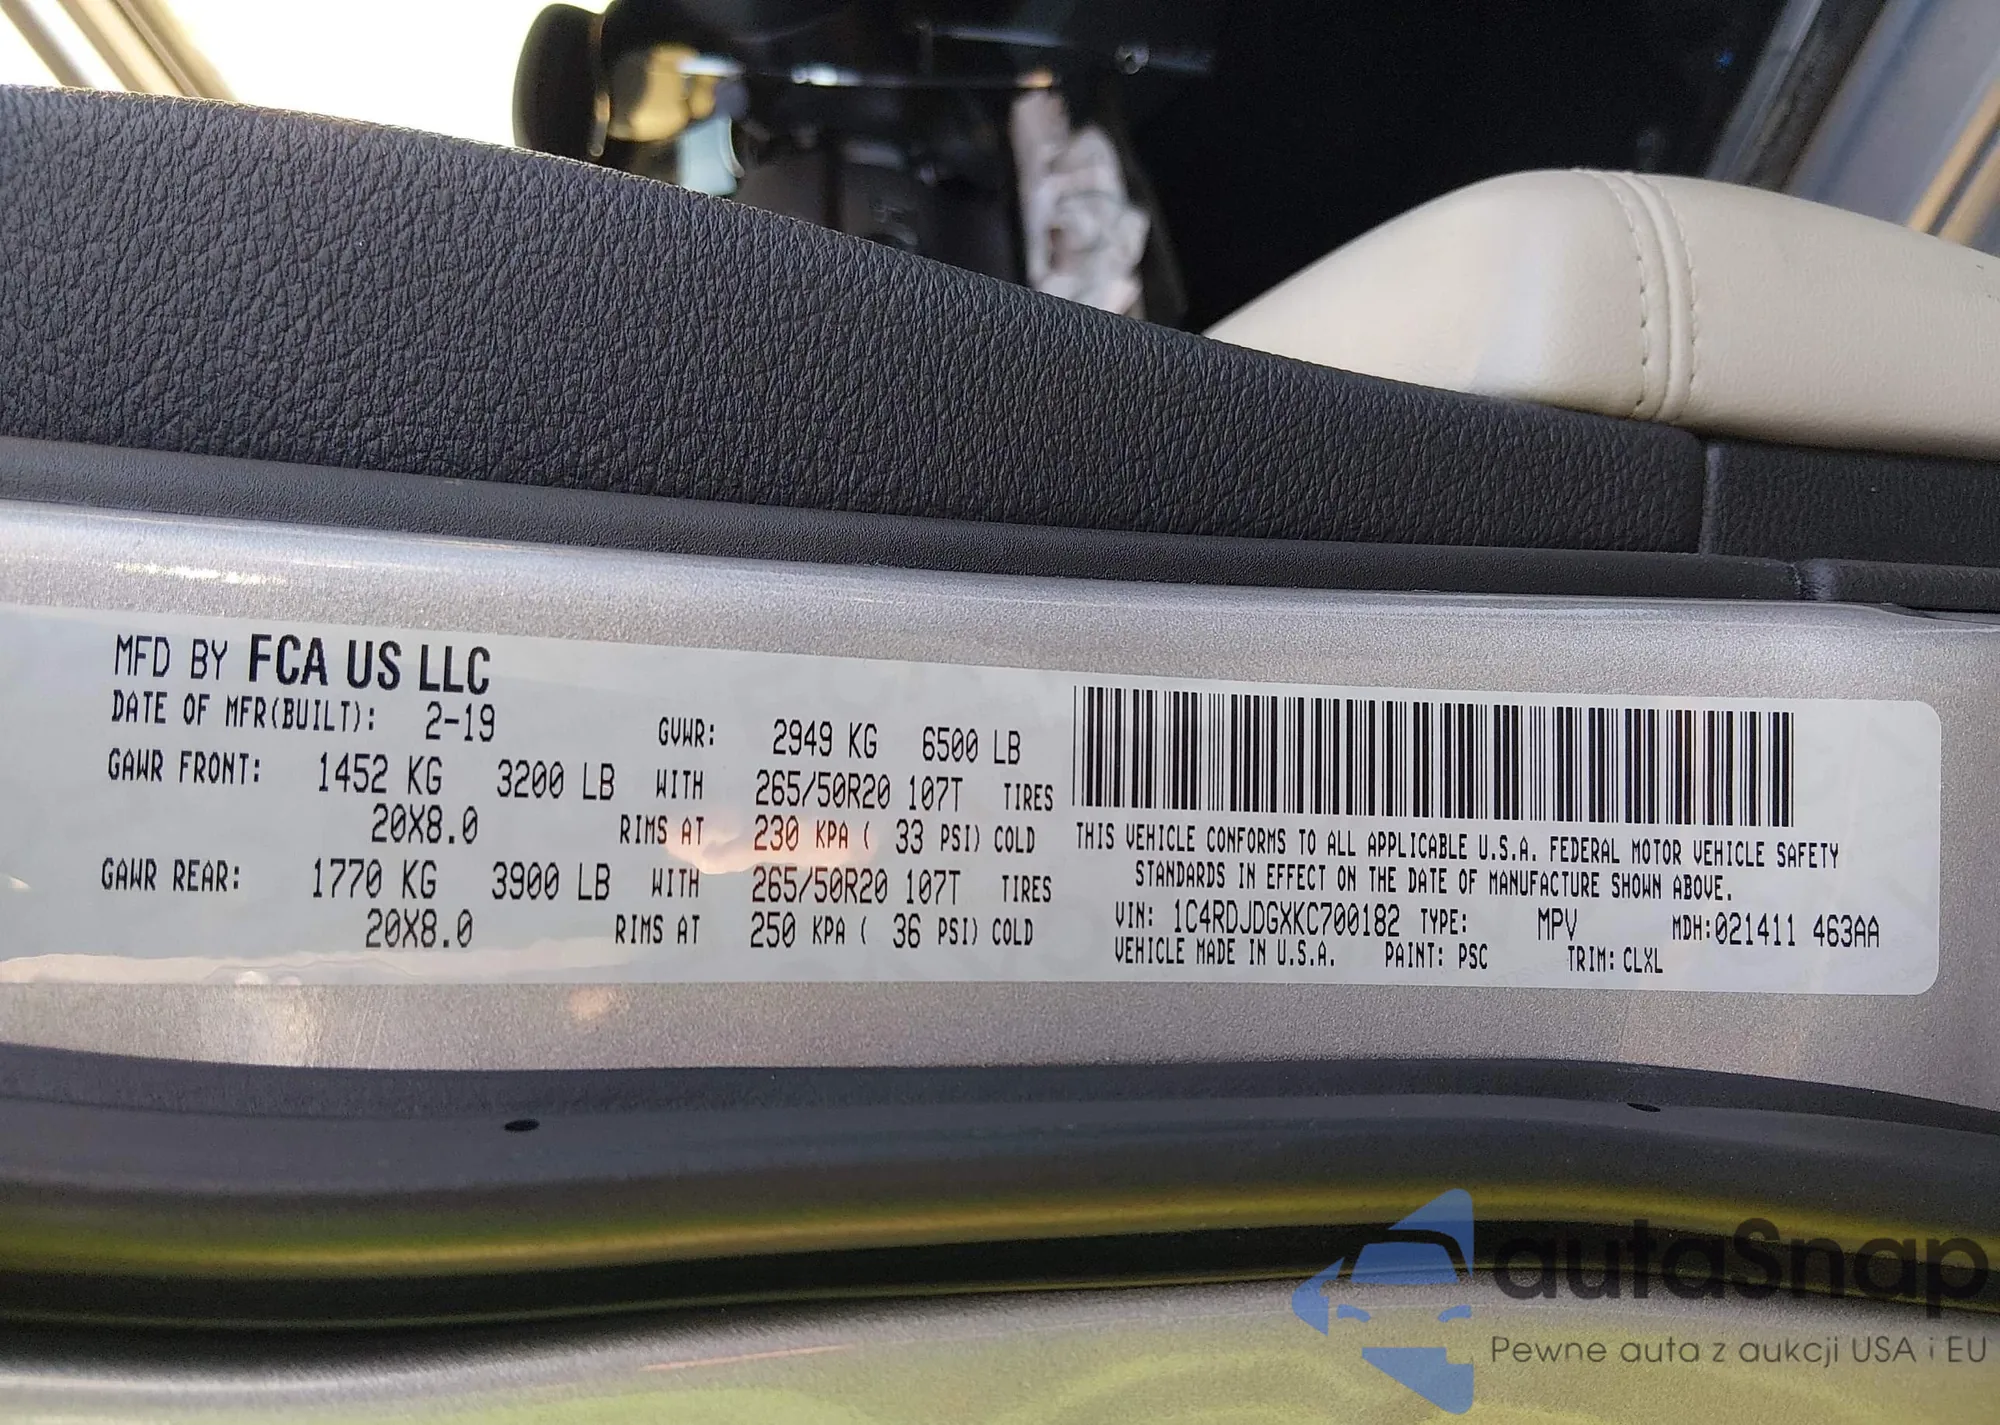 MFD BY FCA US LLC
DATE OF MFR(BUILT): 2-19 GVWR: 2949 KG 6500 LB
GAWR FRONT: 1452 KG 3200 LB WITH 265/50R20 107T TIRES
20X8.0 RIMS AT 230 KPA ( 33 PSI) COLD
GAWR REAR: 1770 KG 3900 LB WITH 265/50R20 107T TIRES
20X8.0 RIMS AT 250 KPA ( 36 PSI) COLD
THIS VEHICLE CONFORMS TO ALL APPLICABLE U.S.A. FEDERAL MOTOR VEHICLE SAFETY
STANDARDS IN EFFECT ON THE DATE OF MANUFACTURE SHOWN ABOVE.
VIN: 1C4RDJDGXKC700182 TYPE: MPV MDH:021411 463AA
VEHICLE MADE IN U.S.A. PAINT: PSC TRIM: CLXL
autaSnap
Pewne auta z aukcji USA i EU